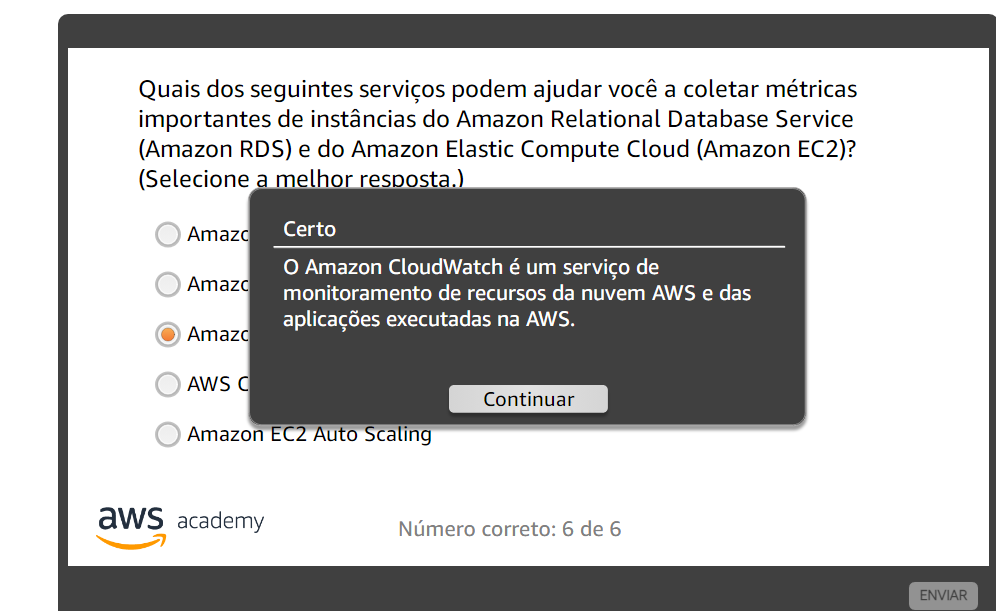 Quais dos seguintes serviços podem ajudar você a coletar métricas
importantes de instâncias do Amazon Relational Database Service
(Amazon RDS) e do Amazon Elastic Compute Cloud (Amazon EC2)?
(Selecione a melhor resposta.)
Certo
O Amazon CloudWatch é um serviço de
monitoramento de recursos da nuvem AWS e das
aplicações executadas na AWS.
Continuar
AWS
Amazon EC2 Auto Scaling
aws academy
Número correto: 6 de 6
ENVIAR